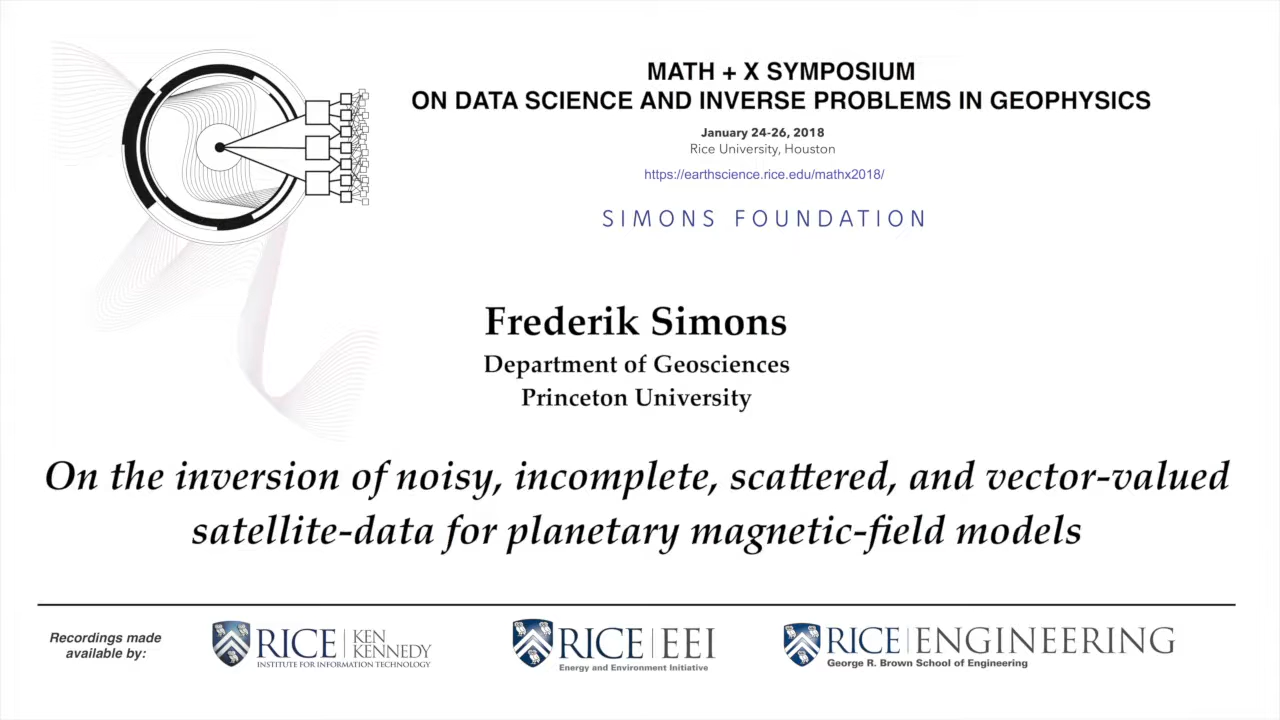 MATH + X SYMPOSIUM
ON DATA SCIENCE AND INVERSE PROBLEMS IN GEOPHYSICS
January 24-26, 2018
Rice University, Houston
https://earthscience.rice.edu/mathx2018/
SIMONS FOUNDATION
Frederik Simons
Department of Geosciences
Princeton University
On the inversion of noisy, incomplete, scattered, and vector-valued
satellite-data for planetary magnetic-field models
Recordings made
available by:
RICE KEN
KENNEDY
INSTITUTE FOR INFORMATION TECHNOLOGY
RICE EEI
Energy and Environment Initiative
RICE ENGINEERING
George R. Brown School of Engineering